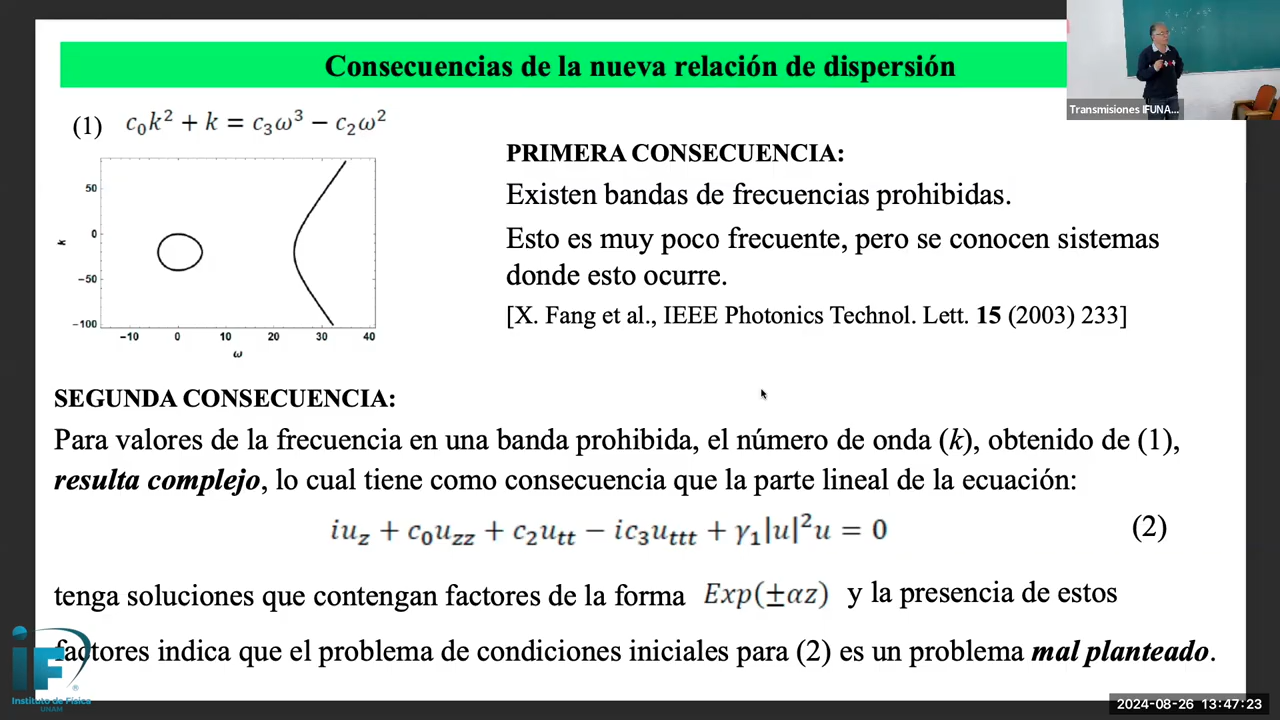 Consecuencias de la nueva relación de dispersión
(1) c₀k² + k = c₃ω³ − c₂ω²
50
0
−50
−100
k
−10 0 10 20 30 40
ω
PRIMERA CONSECUENCIA:
Existen bandas de frecuencias prohibidas.
Esto es muy poco frecuente, pero se conocen sistemas
donde esto ocurre.
[X. Fang et al., IEEE Photonics Technol. Lett. 15 (2003) 233]
SEGUNDA CONSECUENCIA:
Para valores de la frecuencia en una banda prohibida, el número de onda (k), obtenido de (1),
resulta complejo, lo cual tiene como consecuencia que la parte lineal de la ecuación:
iu_z + c₀u_zz + c₂u_tt − ic₃u_ttt + γ₁|u|²u = 0 (2)
tenga soluciones que contengan factores de la forma Exp(±αz) y la presencia de estos
factores indica que el problema de condiciones iniciales para (2) es un problema mal planteado.
Transmisiones IFUNA...
IF
Instituto de Física
UNAM
2024-08-26 13:47:23